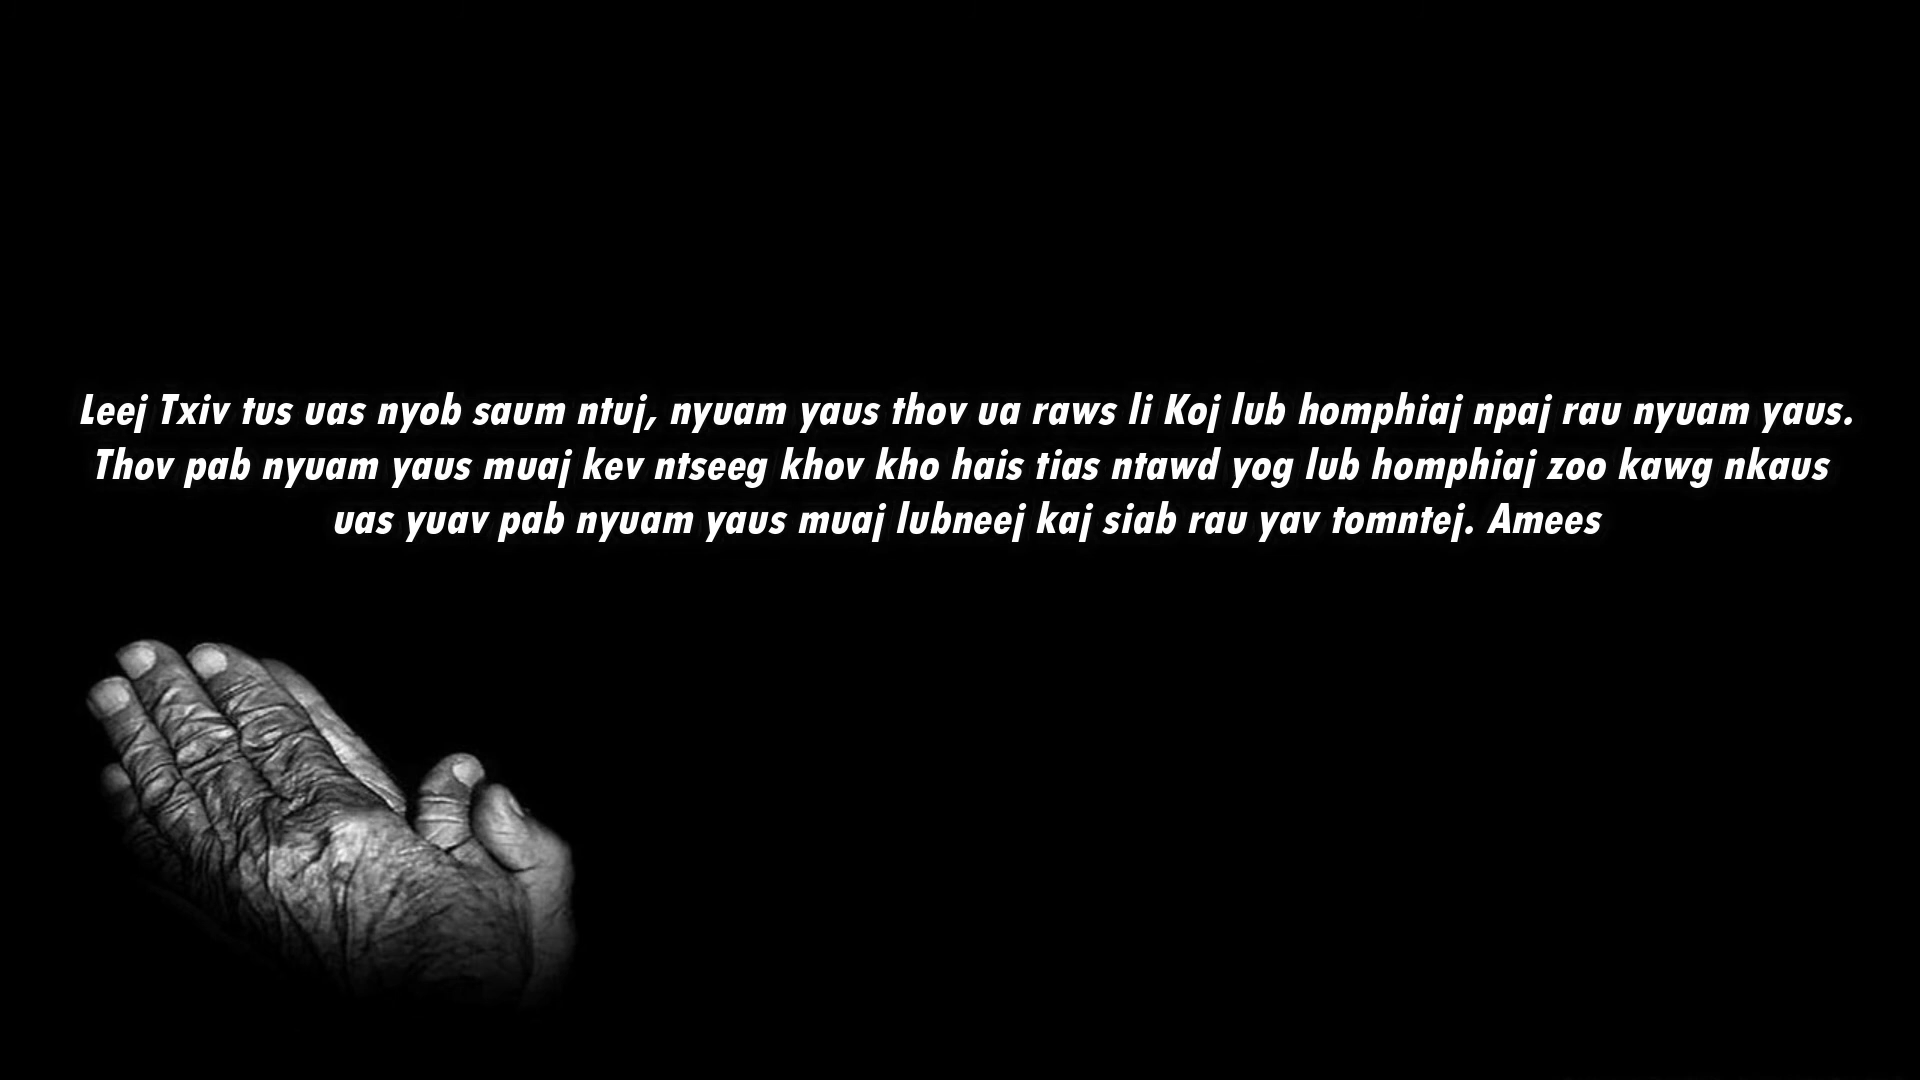 Leej Txiv tus uas nyob saum ntuj, nyuam yaus thov ua raws li Koj lub homphiaj npaj rau nyuam yaus.
Thov pab nyuam yaus muaj kev ntseeg khov kho hais tias ntawd yog lub homphiaj zoo kawg nkaus
uas yuav pab nyuam yaus muaj lubneej kaj siab rau yav tomntej. Amees